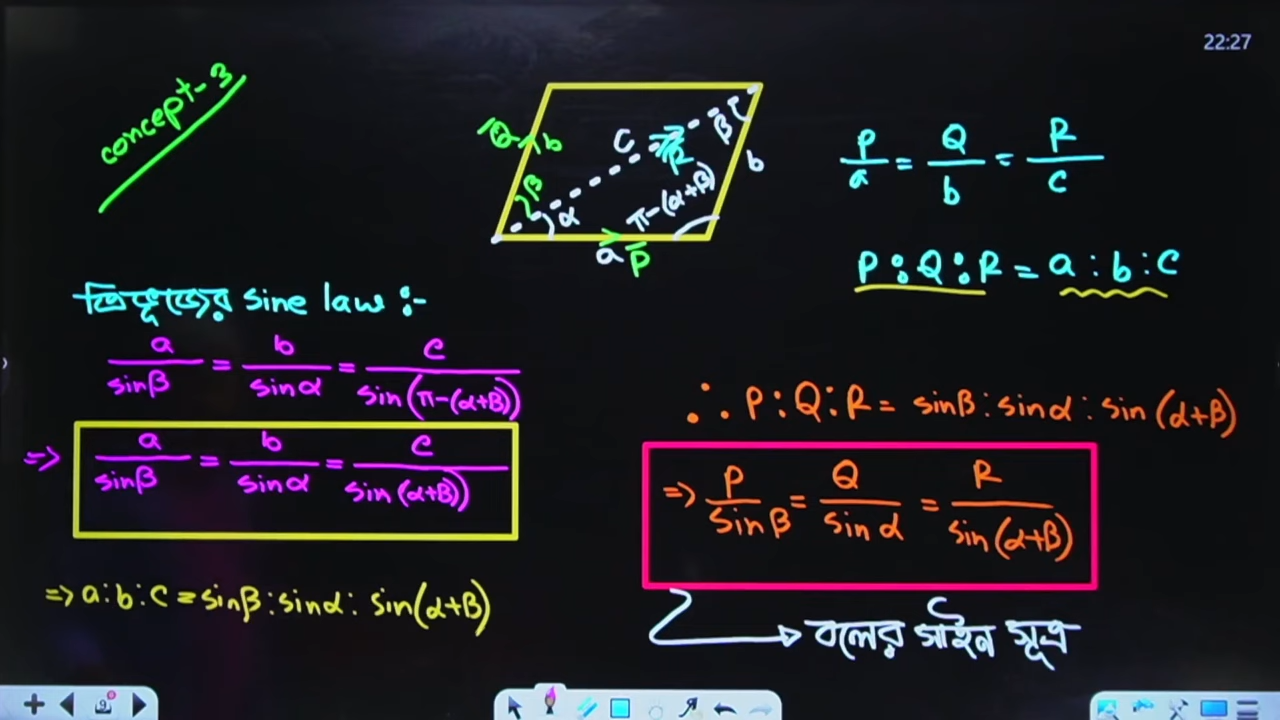 22:27
concept-3
Q b
β
α
C
R
β
b
π-(α+β)
a P
P/a = Q/b = R/c
P:Q:R = a:b:c
ত্রিভূজের sine law :-
a/sinβ = b/sinα = c/sin(π-(α+β))
=> a/sinβ = b/sinα = c/sin(α+β))
=> a:b:c = sinβ:sinα: sin(α+β)
∴ P:Q:R = sinβ:sinα: sin(α+β)
=> P/sinβ = Q/sinα = R/sin(α+β)
বলের সাইন সূত্র